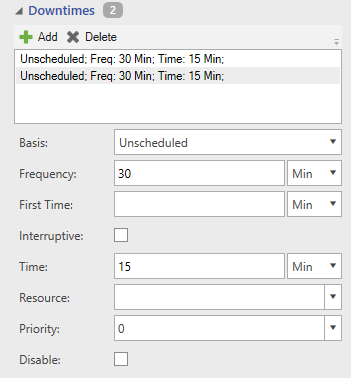 Downtimes 2
Add Delete
Unscheduled; Freq: 30 Min; Time: 15 Min;
Unscheduled; Freq: 30 Min; Time: 15 Min;
Basis: Unscheduled
Frequency: 30 Min
First Time: Min
Interruptive:
Time: 15 Min
Resource:
Priority: 0
Disable: